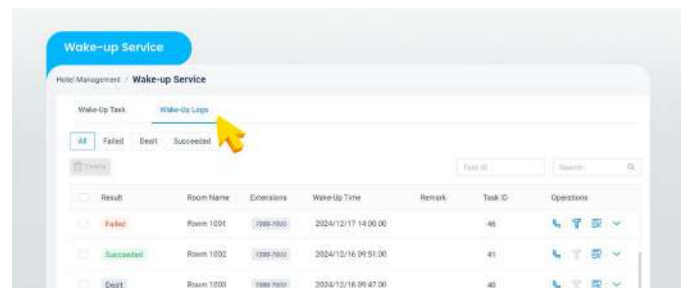 Wake-up Service
Hotel Management / Wake-up Service
Wake-Up Task Wake-Up Logs
All Failed Dealt Succeeded
Delete Task ID Search
Result Room Name Extensions Wake-Up Time Remark Task ID Operations
Failed Room 1001 2024/12/17 14:00:00 46
Succeeded Room 1002 2024/12/16 09:51:00 41
Dealt Room 1003 2024/12/16 09:47:00 40